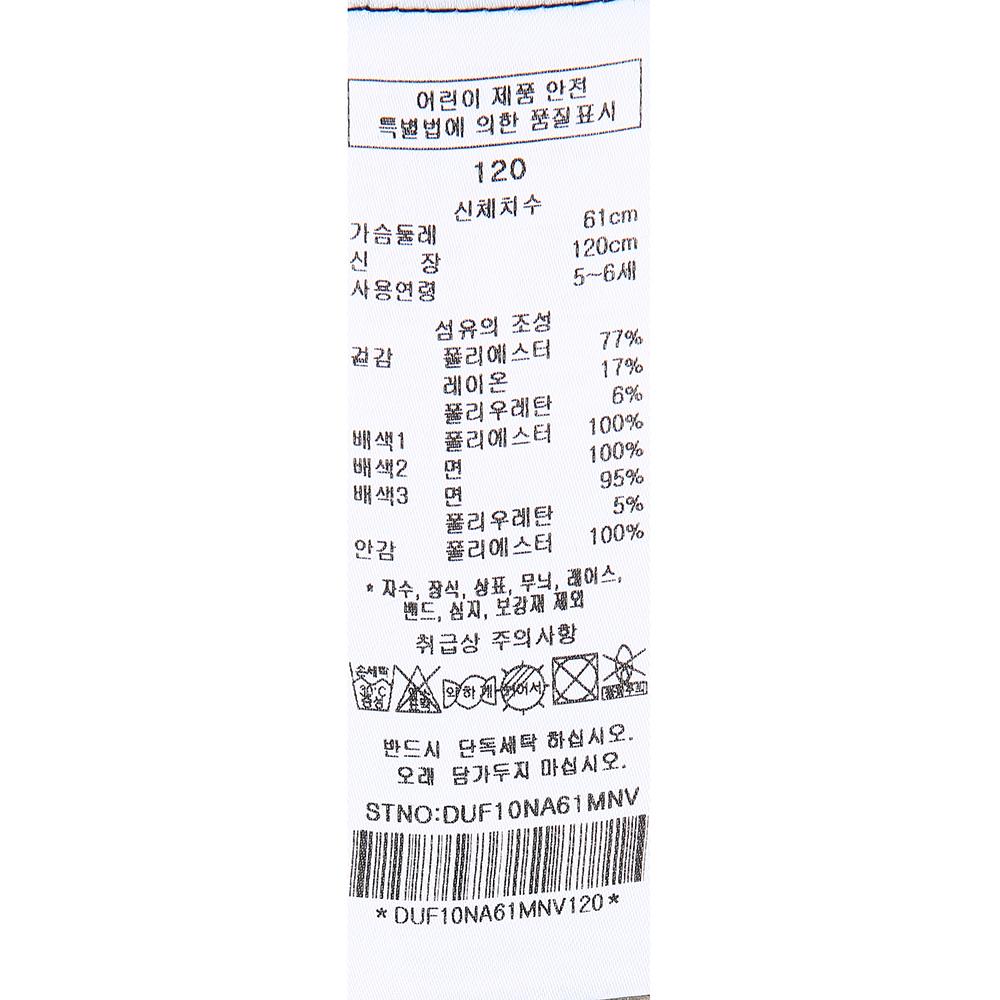 어린이 제품 안전
특별법에 의한 품질표시
120
신체치수
가슴둘레 61cm
신 장 120cm
사용연령 5~6세
섬유의 조성
겉감 폴리에스터 77%
레이온 17%
폴리우레탄 6%
배색1 폴리에스터 100%
배색2 면 100%
배색3 면 95%
폴리우레탄 5%
안감 폴리에스터 100%
* 자수, 장식, 상표, 무늬, 레이스,
밴드, 심지, 보강재 제외
취급상 주의사항
손세탁
30℃
중성
약하게
뉘어서
반드시 단독세탁 하십시오.
오래 담가두지 마십시오.
STNO:DUF10NA61MNV
*DUF10NA61MNV120*